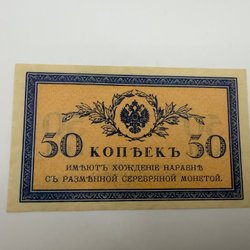 50 КОПѢЕКЪ 50
ИМѢЮТЪ ХОЖДЕНІЕ НАРАВНѢ
СЪ РАЗМѢННОЙ СЕРЕБРЯНОЙ МОНЕТОЙ.